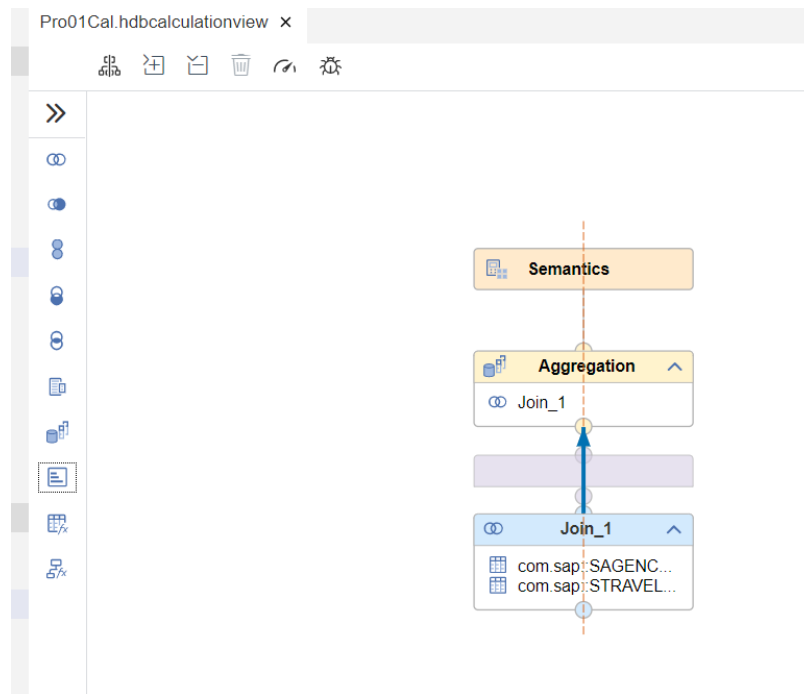 Pro01Cal.hdbcalculationview ×
Semantics
Aggregation
Join_1
Join_1
com.sap::SAGENC...
com.sap::STRAVEL...